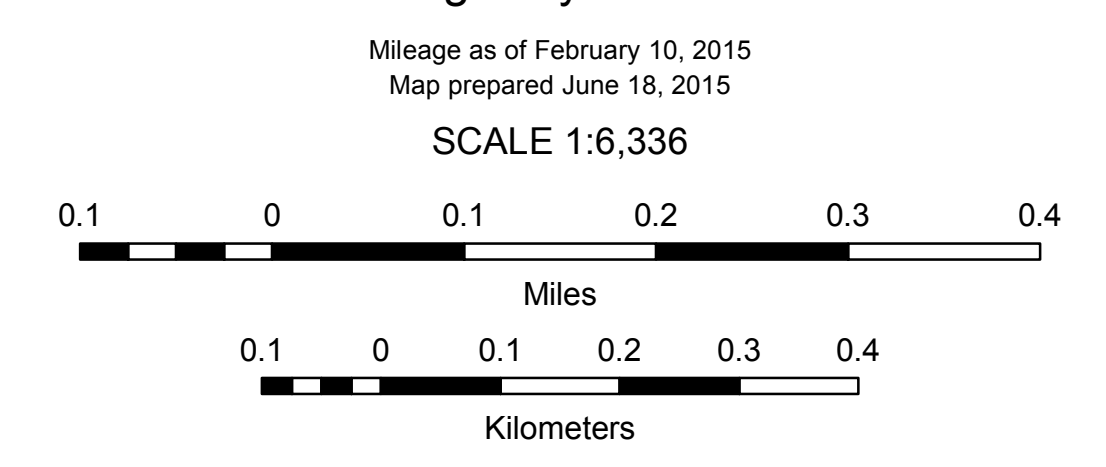 Mileage as of February 10, 2015
Map prepared June 18, 2015
SCALE 1:6,336
0.1 0 0.1 0.2 0.3 0.4
Miles
0.1 0 0.1 0.2 0.3 0.4
Kilometers